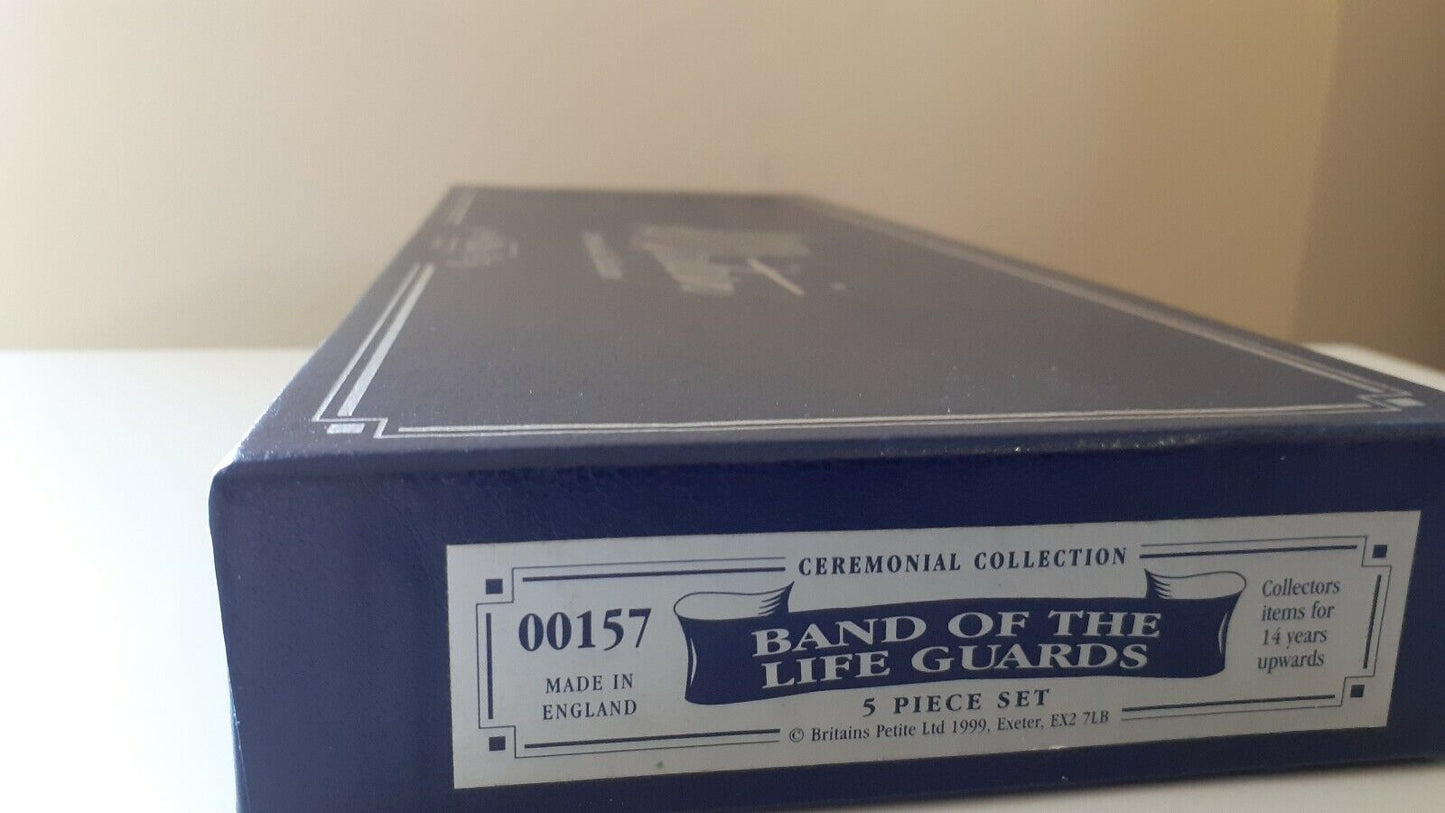 CEREMONIAL COLLECTION
00157
MADE IN
ENGLAND
BAND OF THE
LIFE GUARDS
5 PIECE SET
© Britains Petite Ltd 1999, Exeter, EX2 7LB
Collectors
items for
14 years
upwards